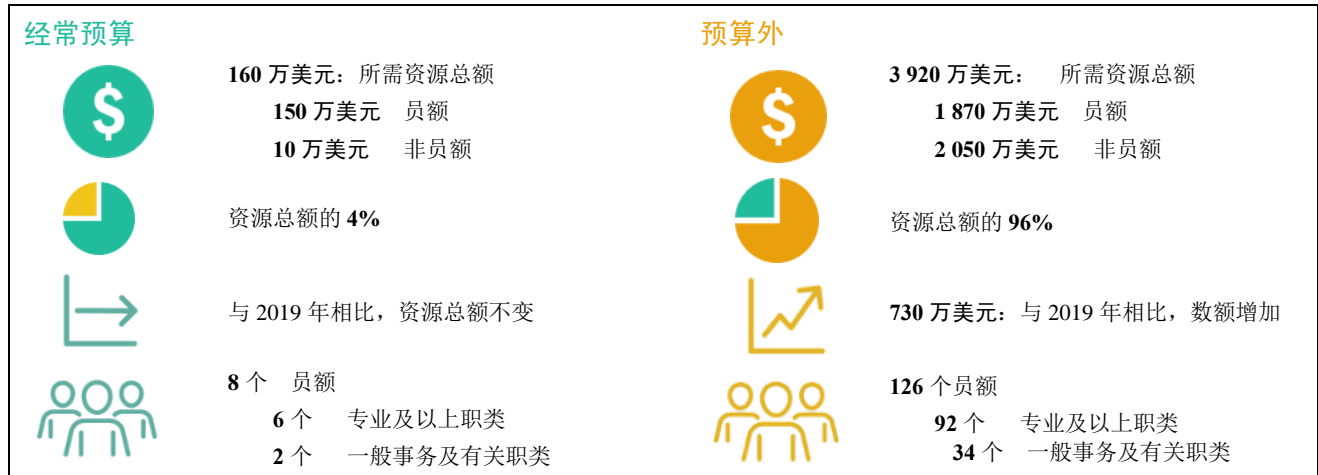 经常预算
160 万美元：所需资源总额
150 万美元 员额
10 万美元 非员额
资源总额的 4%
与 2019 年相比，资源总额不变
8 个 员额
6 个 专业及以上职类
2 个 一般事务及有关职类
预算外
3 920 万美元： 所需资源总额
1 870 万美元 员额
2 050 万美元 非员额
资源总额的 96%
730 万美元：与 2019 年相比，数额增加
126 个员额
92 个 专业及以上职类
34 个 一般事务及有关职类